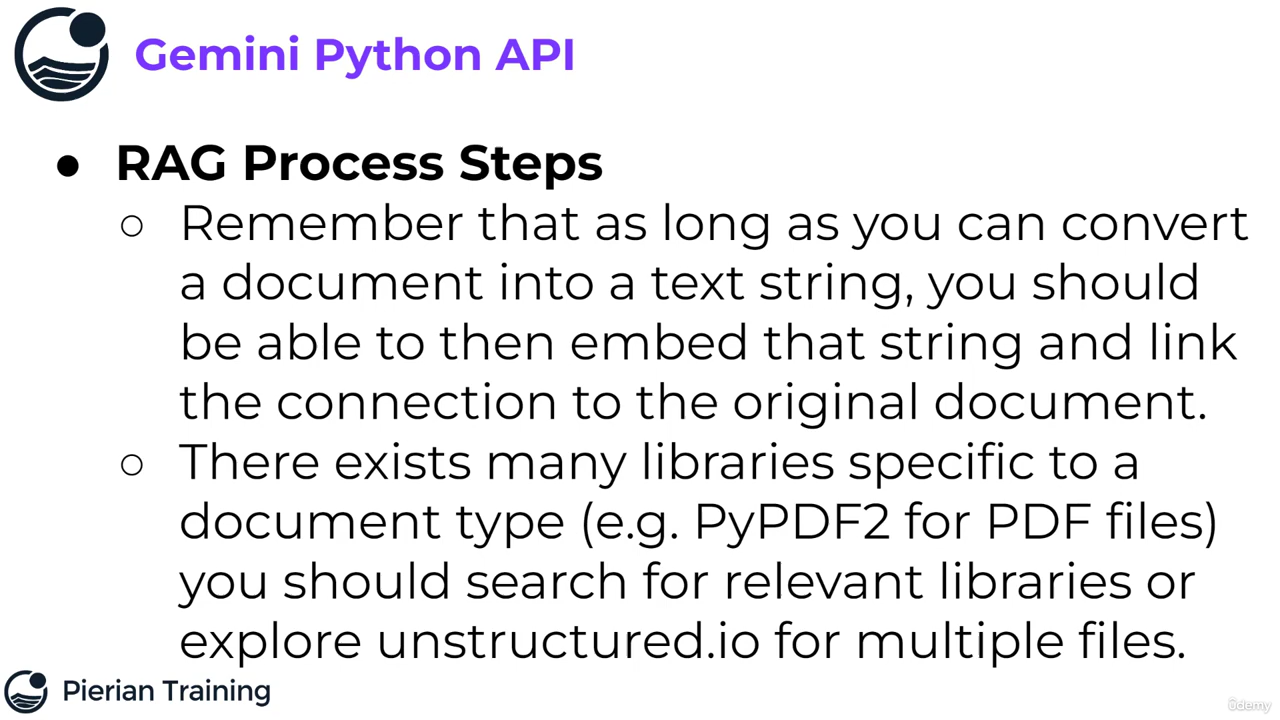 Gemini Python API
● RAG Process Steps
○ Remember that as long as you can convert
a document into a text string, you should
be able to then embed that string and link
the connection to the original document.
○ There exists many libraries specific to a
document type (e.g. PyPDF2 for PDF files)
you should search for relevant libraries or
explore unstructured.io for multiple files.
Pierian Training
ûdemy